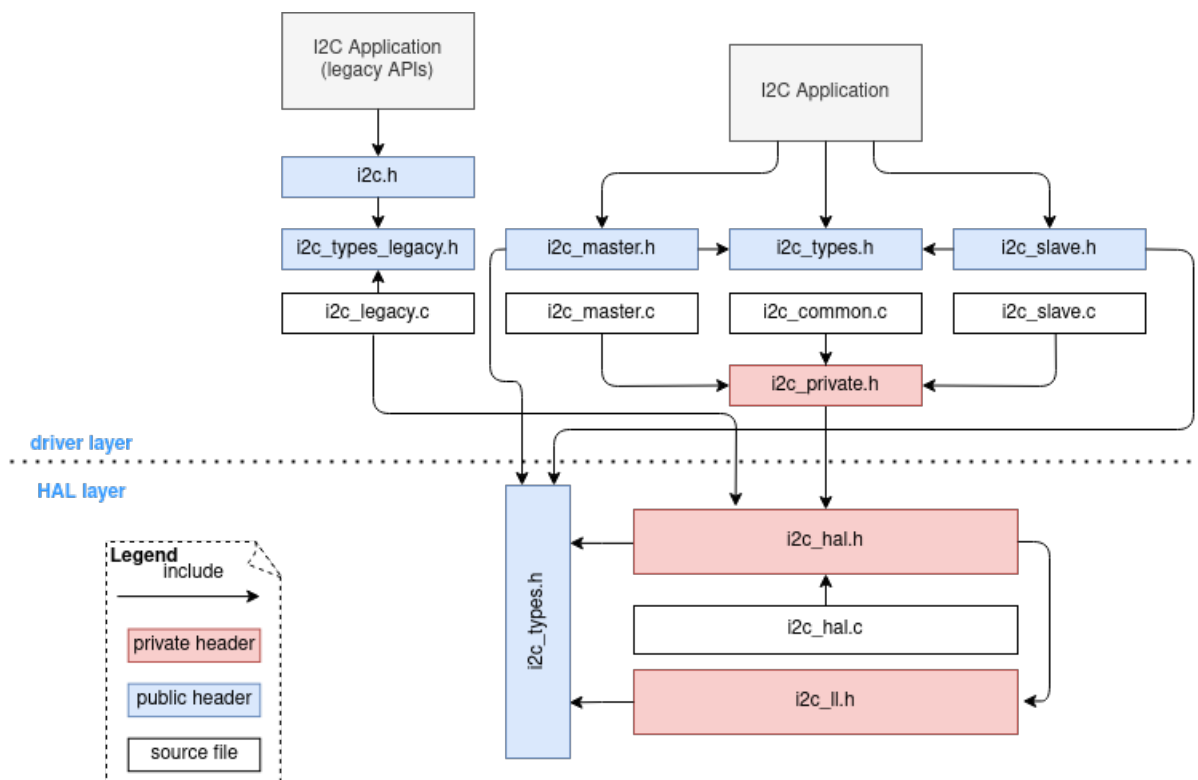 I2C Application
(legacy APIs)
I2C Application
i2c.h
i2c_types_legacy.h
i2c_master.h
i2c_types.h
i2c_slave.h
i2c_legacy.c
i2c_master.c
i2c_common.c
i2c_slave.c
i2c_private.h
driver layer
HAL layer
i2c_types.h
i2c_hal.h
i2c_hal.c
i2c_ll.h
Legend
include
private header
public header
source file